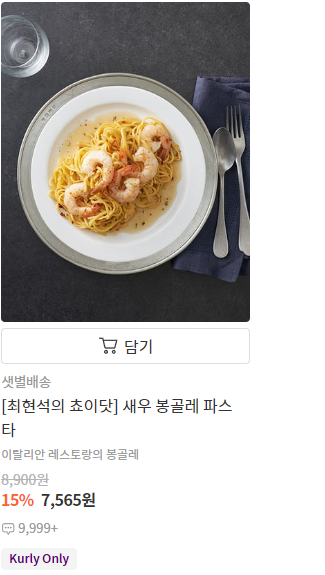 담기
샛별배송
[최현석의 쵸이닷] 새우 봉골레 파스
타
이탈리안 레스토랑의 봉골레
8,900원
15% 7,565원
9,999+
Kurly Only